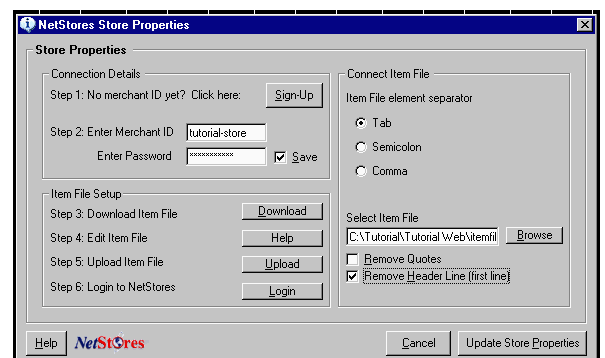 NetStores Store Properties
Store Properties
Connection Details
Step 1: No merchant ID yet? Click here:
Sign-Up
Step 2: Enter Merchant ID
tutorial-store
Enter Password
***********
Save
Item File Setup
Step 3: Download Item File
Download
Step 4: Edit Item File
Help
Step 5: Upload Item File
Upload
Step 6: Login to NetStores
Login
Connect Item File
Item File element separator
Tab
Semicolon
Comma
Select Item File
C:\Tutorial\Tutorial Web\itemfil
Browse
Remove Quotes
Remove Header Line (first line)
Help
NetStores
Cancel
Update Store Properties